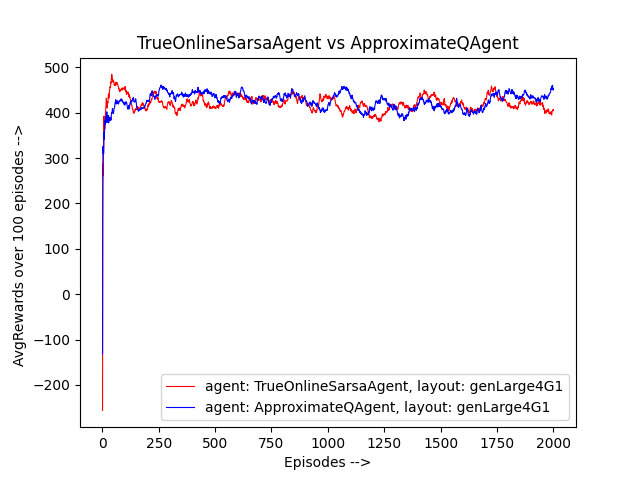 TrueOnlineSarsaAgent vs ApproximateQAgent
AvgRewards over 100 episodes -->
500
400
300
200
100
0
−100
−200
agent: TrueOnlineSarsaAgent, layout: genLarge4G1
agent: ApproximateQAgent, layout: genLarge4G1
0 250 500 750 1000 1250 1500 1750 2000
Episodes -->